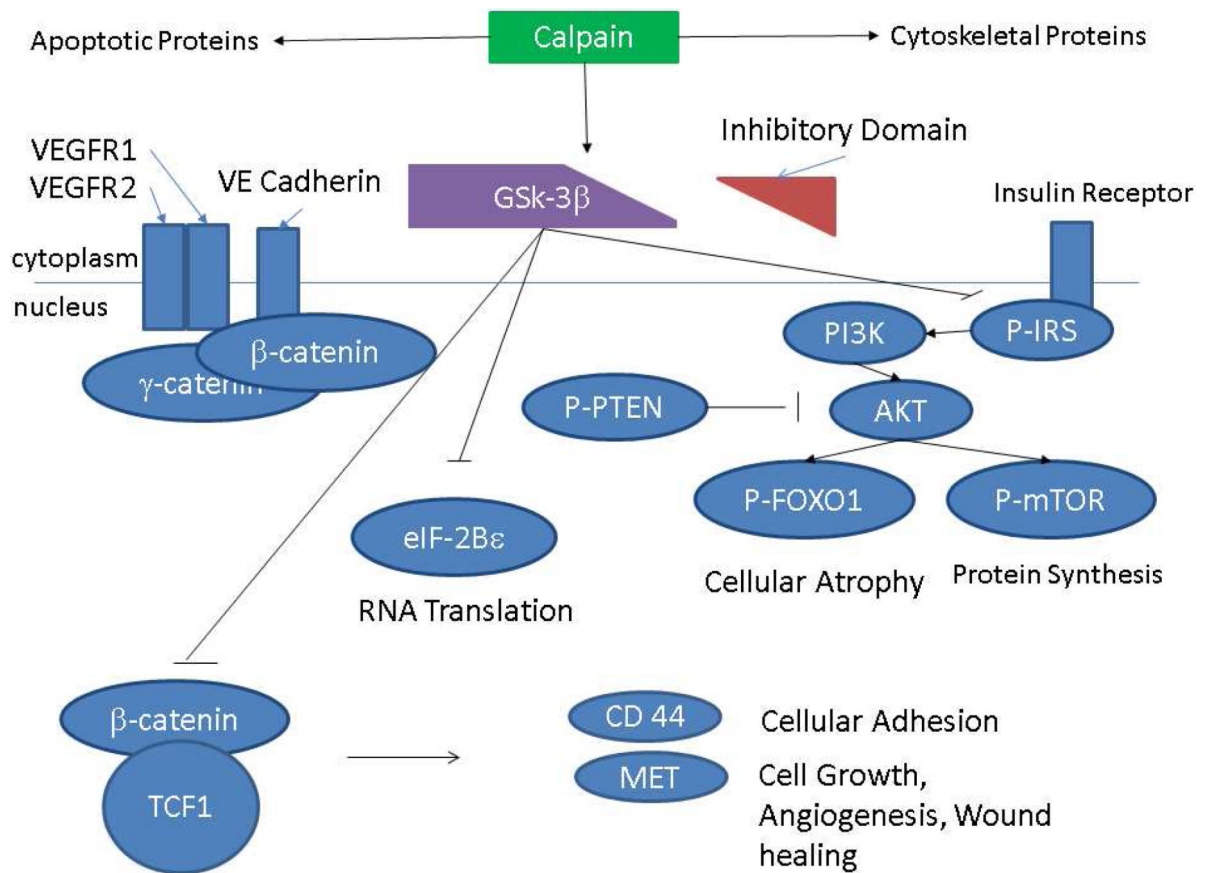 Apoptotic Proteins
Calpain
Cytoskeletal Proteins
VEGFR1
VEGFR2
VE Cadherin
GSk-3β
Inhibitory Domain
Insulin Receptor
cytoplasm
nucleus
β-catenin
γ-catenin
PI3K
P-IRS
P-PTEN
AKT
P-FOXO1
P-mTOR
eIF-2Bε
Cellular Atrophy
Protein Synthesis
RNA Translation
β-catenin
TCF1
CD 44
Cellular Adhesion
MET
Cell Growth,
Angiogenesis, Wound
healing